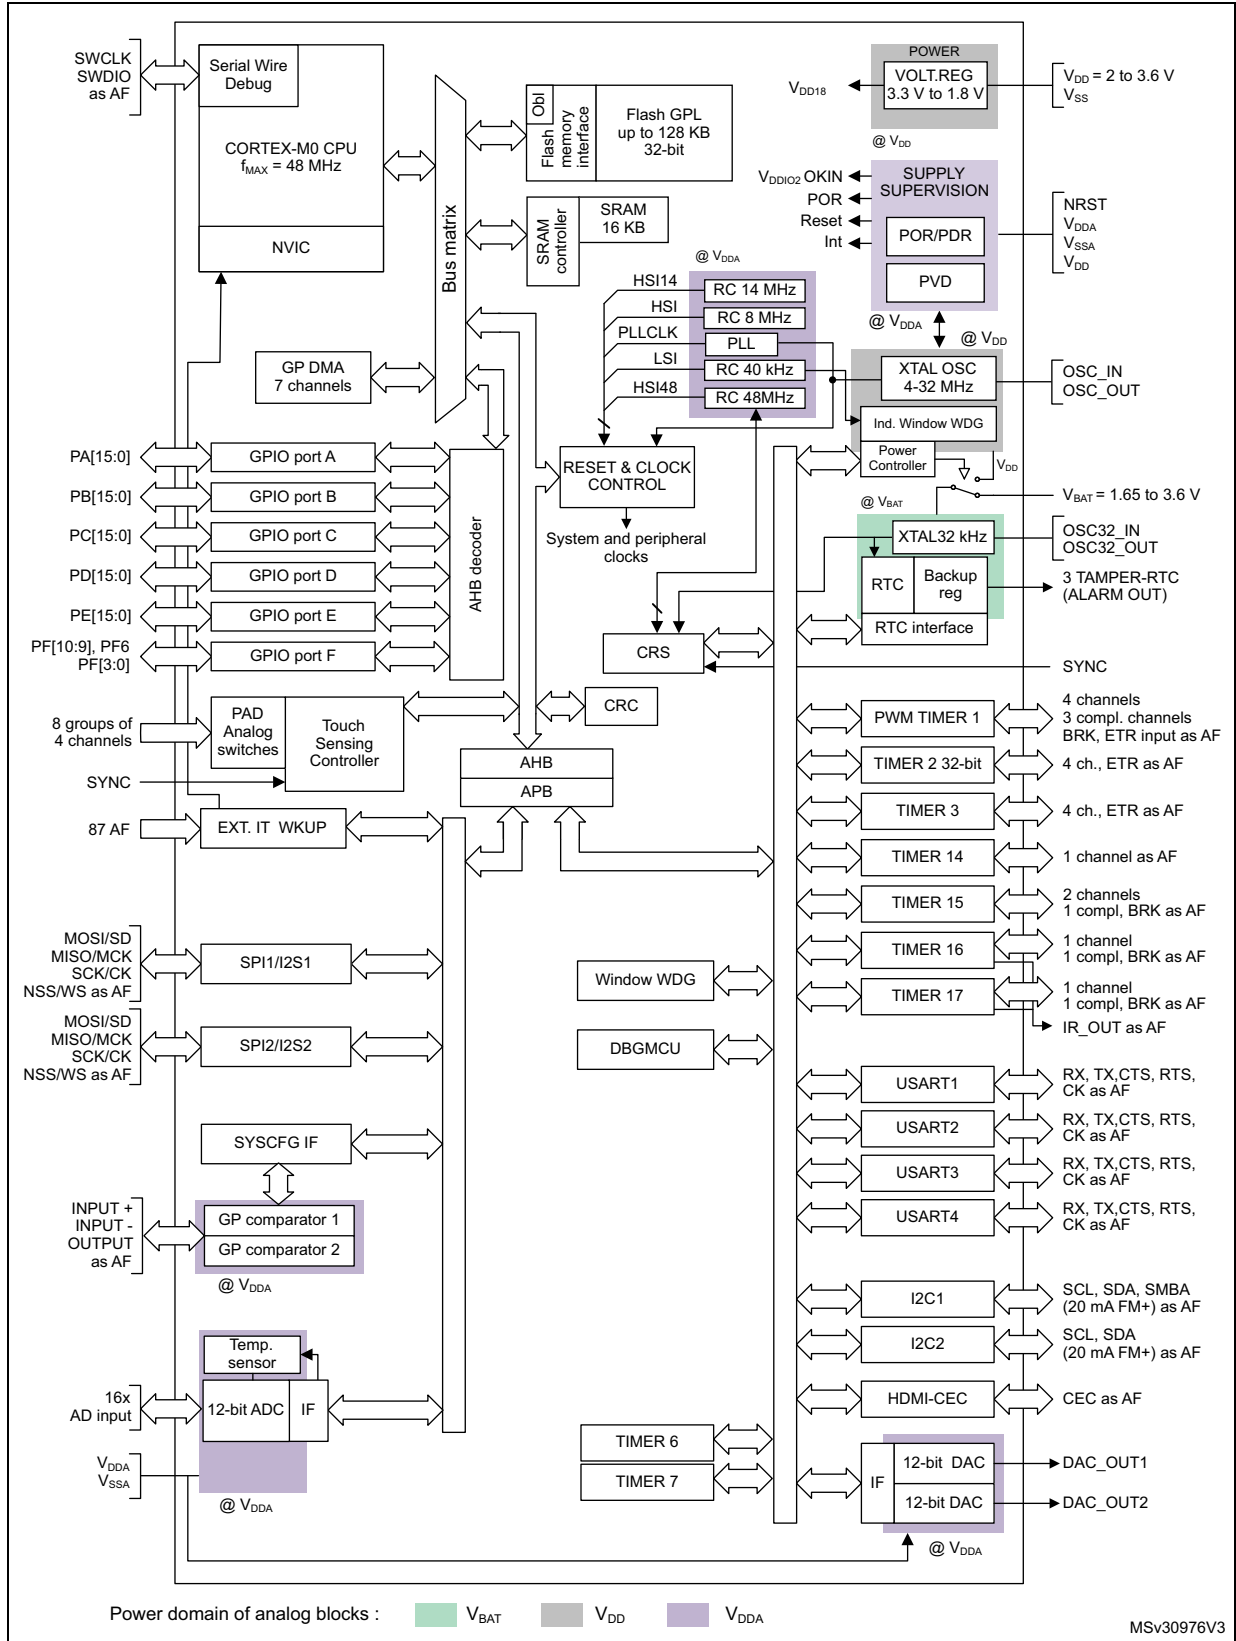 SWCLK
SWDIO
as AF
Serial Wire
Debug
CORTEX-M0 CPU
fMAX = 48 MHz
NVIC
Bus matrix
Obl
Flash
memory
interface
Flash GPL
up to 128 KB
32-bit
SRAM
controller
SRAM
16 KB
POWER
VOLT.REG
3.3 V to 1.8 V
VDD18
VDD = 2 to 3.6 V
VSS
@ VDD
SUPPLY
SUPERVISION
VDDIO2 OKIN
POR
Reset
Int
POR/PDR
PVD
NRST
VDDA
VSSA
VDD
@ VDDA
@ VDDA
@ VDD
HSI14
HSI
PLLCLK
LSI
HSI48
RC 14 MHz
RC 8 MHz
PLL
RC 40 kHz
RC 48MHz
XTAL OSC
4-32 MHz
OSC_IN
OSC_OUT
Ind. Window WDG
Power
Controller
VDD
@ VBAT
VBAT = 1.65 to 3.6 V
GP DMA
7 channels
RESET & CLOCK
CONTROL
System and peripheral
clocks
XTAL32 kHz
OSC32_IN
OSC32_OUT
RTC
Backup
reg
3 TAMPER-RTC
(ALARM OUT)
RTC interface
PA[15:0]
GPIO port A
PB[15:0]
GPIO port B
PC[15:0]
GPIO port C
PD[15:0]
GPIO port D
PE[15:0]
GPIO port E
PF[10:9], PF6
PF[3:0]
GPIO port F
AHB decoder
CRS
SYNC
8 groups of
4 channels
PAD
Analog
switches
Touch
Sensing
Controller
SYNC
CRC
AHB
APB
87 AF
EXT. IT WKUP
PWM TIMER 1
4 channels
3 compl. channels
BRK, ETR input as AF
TIMER 2 32-bit
4 ch., ETR as AF
TIMER 3
4 ch., ETR as AF
TIMER 14
1 channel as AF
TIMER 15
2 channels
1 compl, BRK as AF
TIMER 16
1 channel
1 compl, BRK as AF
TIMER 17
1 channel
1 compl, BRK as AF
IR_OUT as AF
MOSI/SD
MISO/MCK
SCK/CK
NSS/WS as AF
SPI1/I2S1
MOSI/SD
MISO/MCK
SCK/CK
NSS/WS as AF
SPI2/I2S2
Window WDG
DBGMCU
USART1
RX, TX,CTS, RTS,
CK as AF
USART2
RX, TX,CTS, RTS,
CK as AF
USART3
RX, TX,CTS, RTS,
CK as AF
USART4
RX, TX,CTS, RTS,
CK as AF
SYSCFG IF
INPUT +
INPUT -
OUTPUT
as AF
GP comparator 1
GP comparator 2
@ VDDA
I2C1
SCL, SDA, SMBA
(20 mA FM+) as AF
I2C2
SCL, SDA
(20 mA FM+) as AF
HDMI-CEC
CEC as AF
Temp.
sensor
16x
AD input
12-bit ADC
IF
VDDA
VSSA
@ VDDA
TIMER 6
TIMER 7
IF
12-bit DAC
12-bit DAC
DAC_OUT1
DAC_OUT2
@ VDDA
Power domain of analog blocks :
VBAT
VDD
VDDA
MSv30976V3